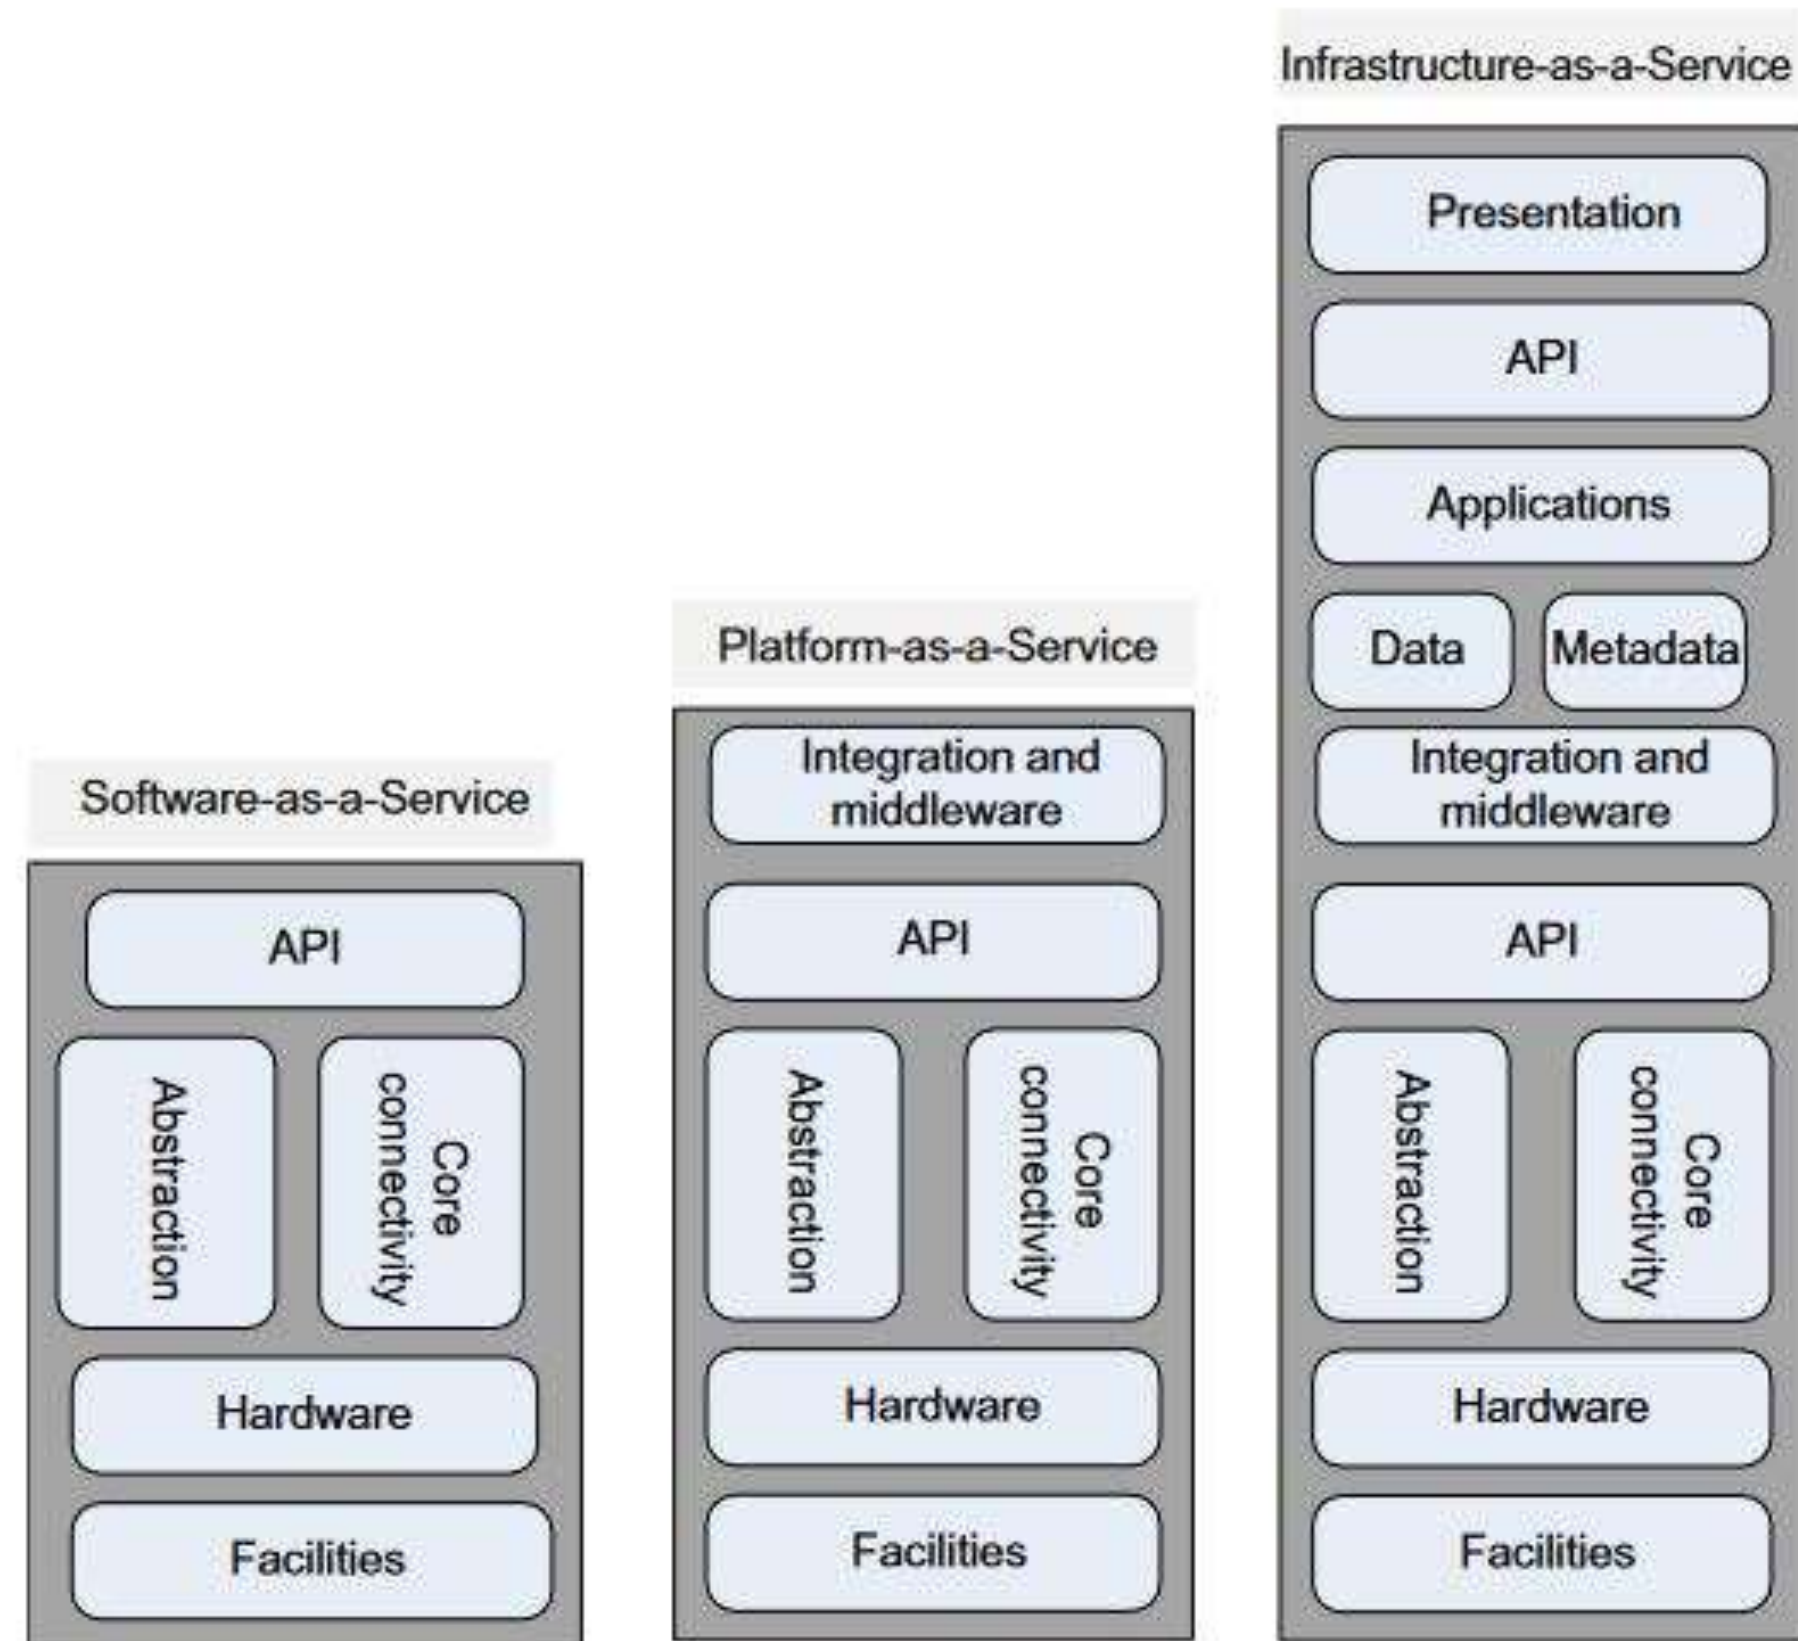 Software-as-a-Service
API
Abstraction
Core
connectivity
Hardware
Facilities
Platform-as-a-Service
Integration and
middleware
API
Abstraction
Core
connectivity
Hardware
Facilities
Infrastructure-as-a-Service
Presentation
API
Applications
Data
Metadata
Integration and
middleware
API
Abstraction
Core
connectivity
Hardware
Facilities